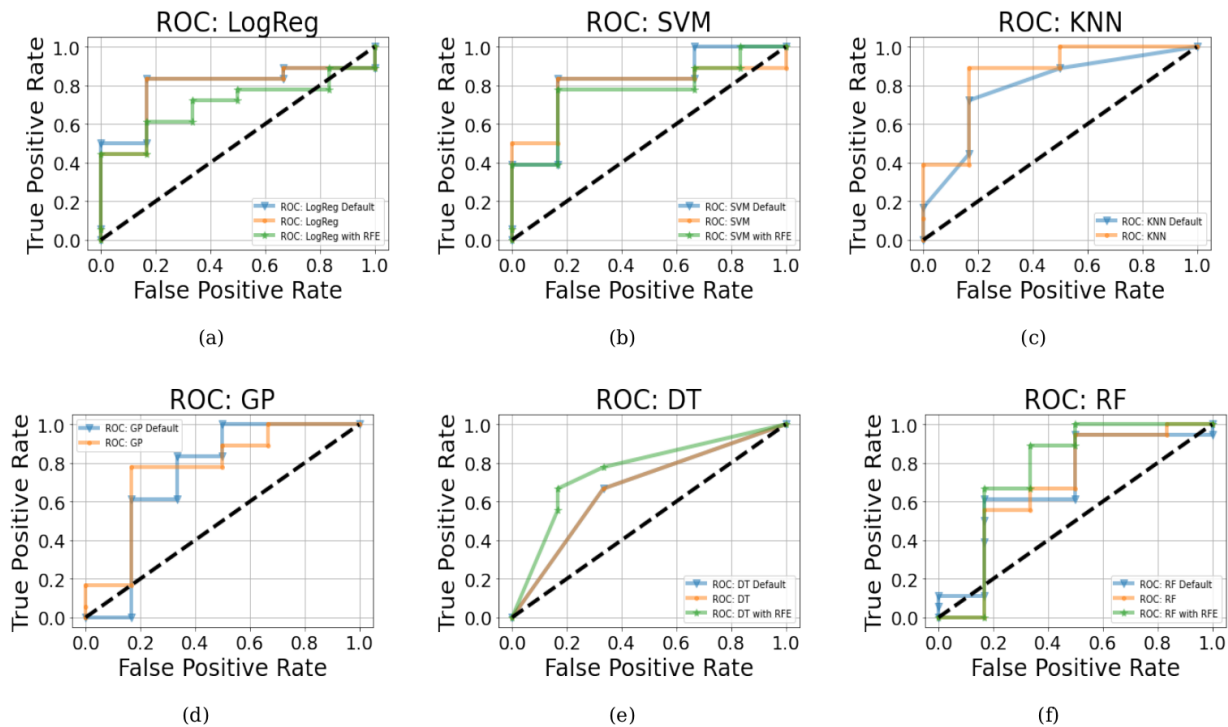 ROC: LogReg
True Positive Rate
1.0
0.8
0.6
0.4
0.2
0.0
ROC: LogReg Default
ROC: LogReg
ROC: LogReg with RFE
0.0 0.2 0.4 0.6 0.8 1.0
False Positive Rate
(a)
ROC: SVM
True Positive Rate
1.0
0.8
0.6
0.4
0.2
0.0
ROC: SVM Default
ROC: SVM
ROC: SVM with RFE
0.0 0.2 0.4 0.6 0.8 1.0
False Positive Rate
(b)
ROC: KNN
True Positive Rate
1.0
0.8
0.6
0.4
0.2
0.0
ROC: KNN Default
ROC: KNN
0.0 0.2 0.4 0.6 0.8 1.0
False Positive Rate
(c)
ROC: GP
True Positive Rate
1.0
0.8
0.6
0.4
0.2
0.0
ROC: GP Default
ROC: GP
0.0 0.2 0.4 0.6 0.8 1.0
False Positive Rate
(d)
ROC: DT
True Positive Rate
1.0
0.8
0.6
0.4
0.2
0.0
ROC: DT Default
ROC: DT
ROC: DT with RFE
0.0 0.2 0.4 0.6 0.8 1.0
False Positive Rate
(e)
ROC: RF
True Positive Rate
1.0
0.8
0.6
0.4
0.2
0.0
ROC: RF Default
ROC: RF
ROC: RF with RFE
0.0 0.2 0.4 0.6 0.8 1.0
False Positive Rate
(f)